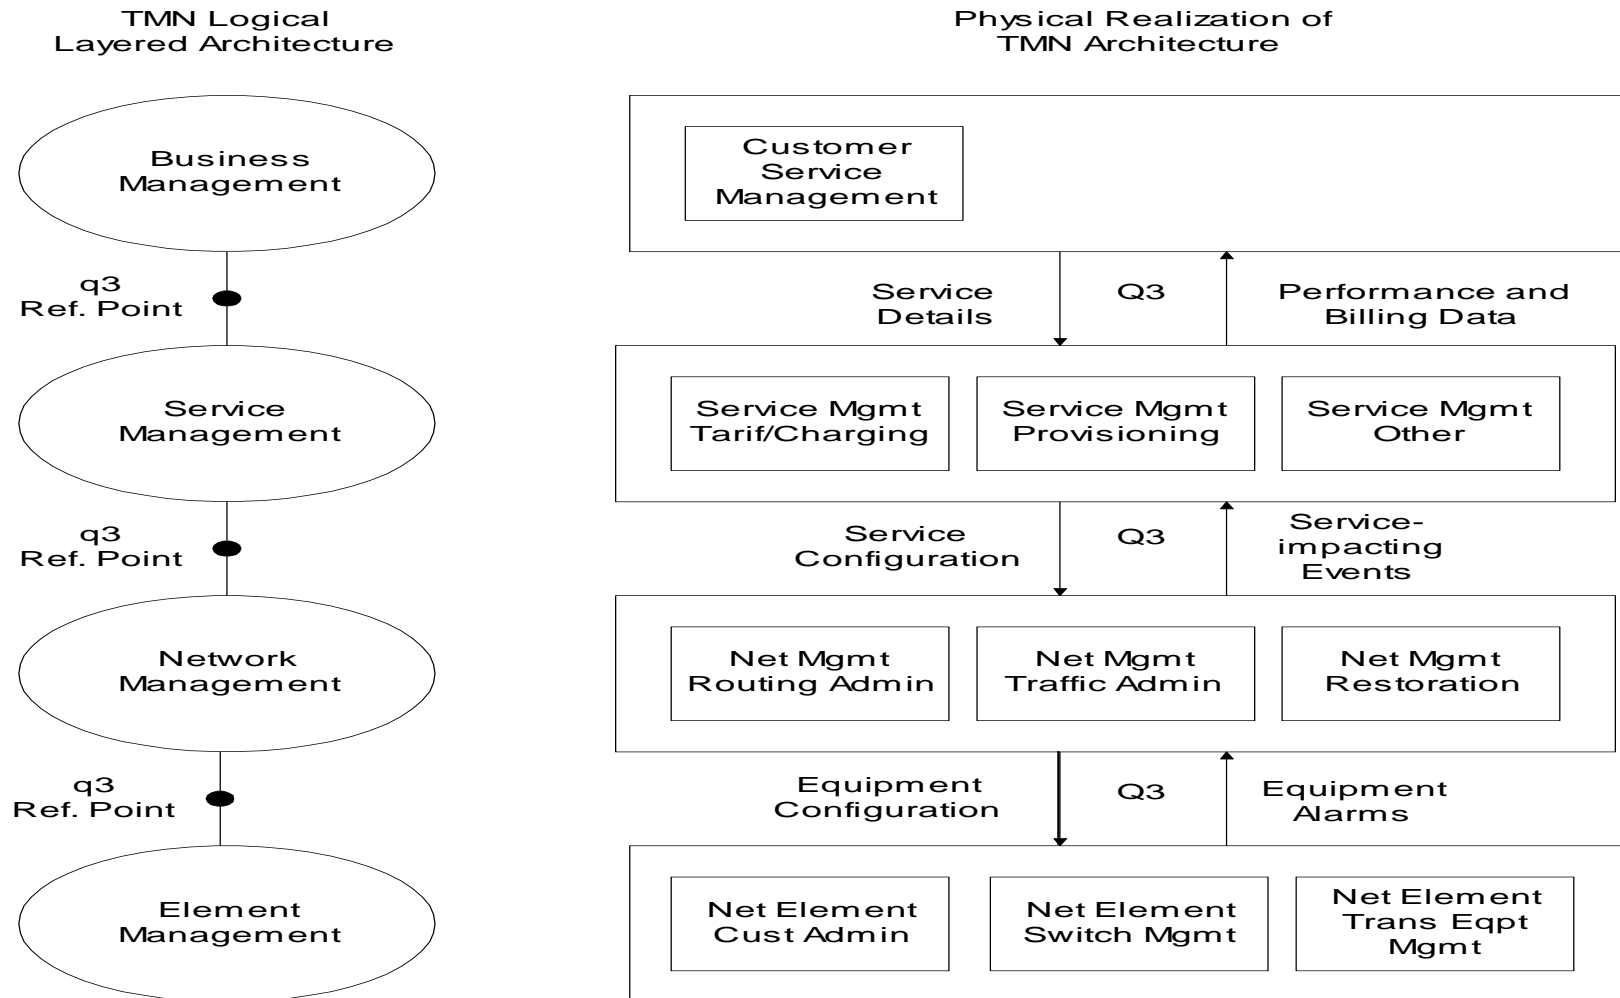 TMN Logical
Layered Architecture
Physical Realization of
TMN Architecture
Business
Management
Customer
Service
Management
q3
Ref. Point
Service
Details
Q3
Performance and
Billing Data
Service
Management
Service Mgmt
Tarif/Charging
Service Mgmt
Provisioning
Service Mgmt
Other
q3
Ref. Point
Service
Configuration
Q3
Service-
impacting
Events
Network
Management
Net Mgmt
Routing Admin
Net Mgmt
Traffic Admin
Net Mgmt
Restoration
q3
Ref. Point
Equipment
Configuration
Q3
Equipment
Alarms
Element
Management
Net Element
Cust Admin
Net Element
Switch Mgmt
Net Element
Trans Eqpt
Mgmt